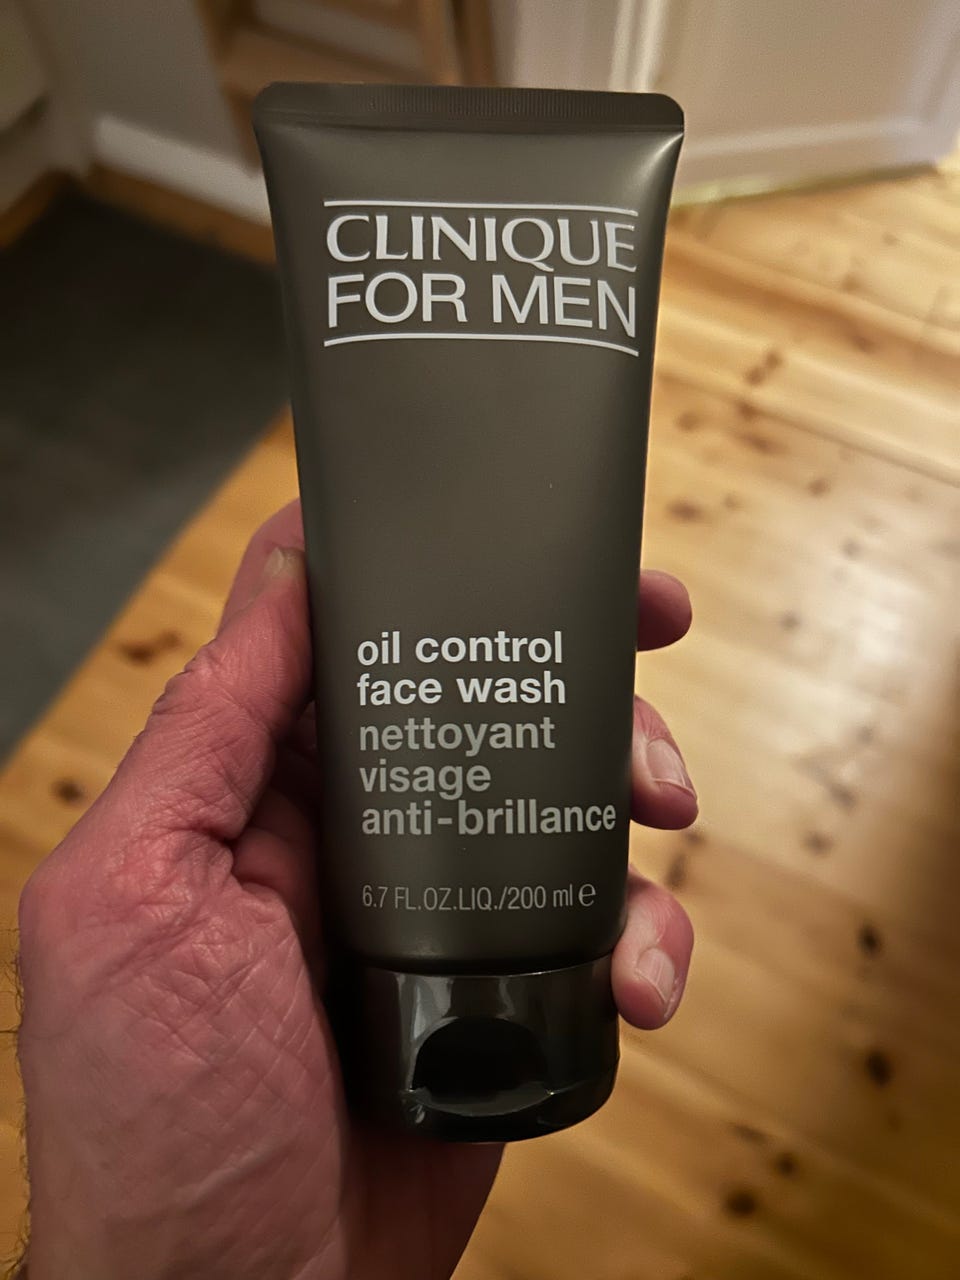 CLINIQUE
FOR MEN
oil control
face wash
nettoyant
visage
anti-brillance
6.7 FL.OZ.LIQ./200 ml ℮